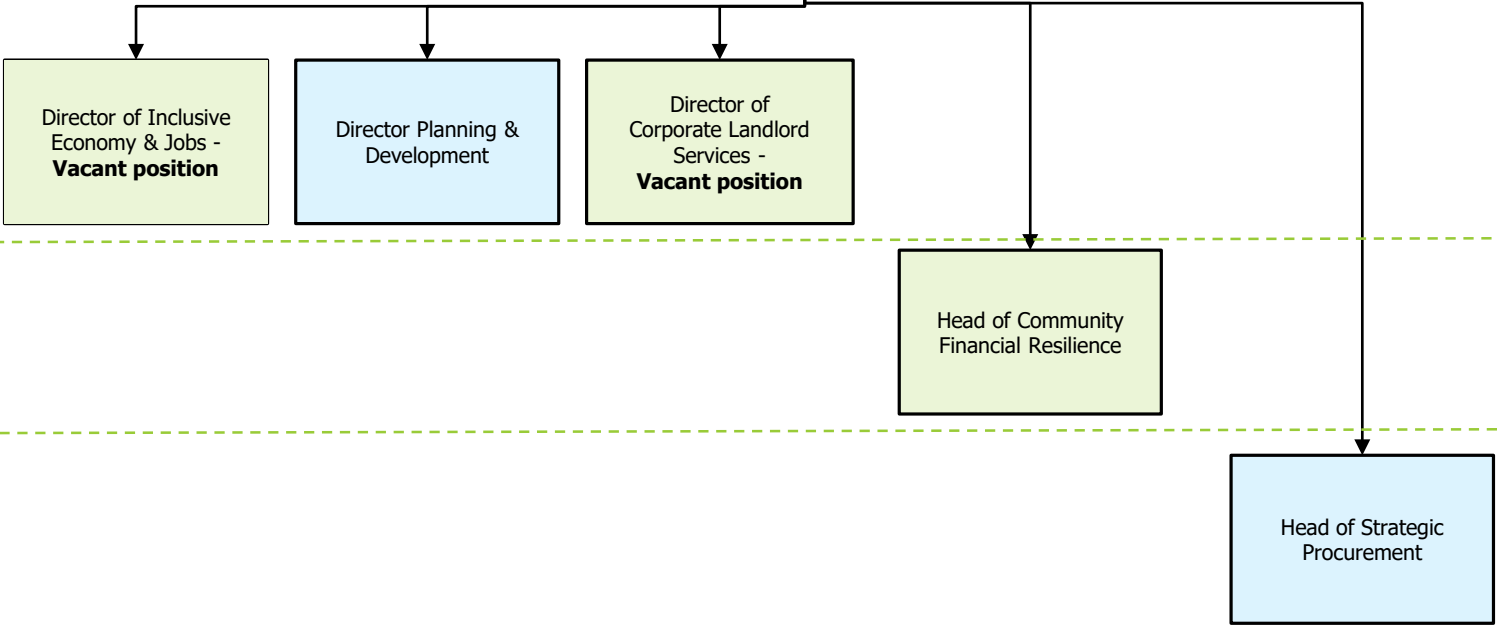 Director of Inclusive
Economy & Jobs -
Vacant position
Director Planning &
Development
Director of
Corporate Landlord
Services -
Vacant position
Head of Community
Financial Resilience
Head of Strategic
Procurement